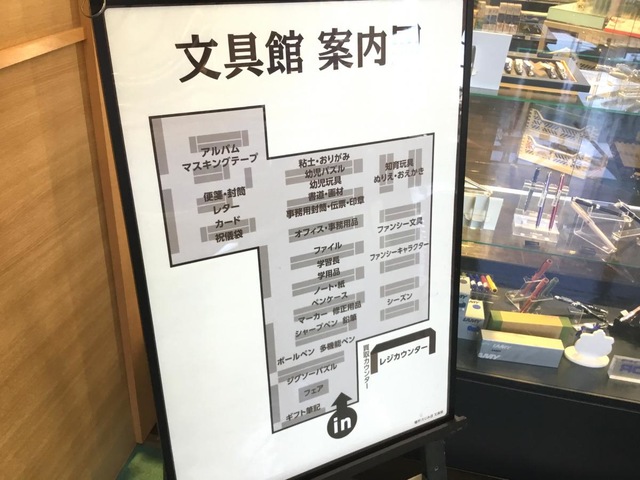 文具館 案内
アルバム
マスキングテープ
便箋・封筒
レター
カード
祝儀袋
粘土・おりがみ
幼児パズル
幼児玩具
書道・画材
事務用封筒・伝票・印章
オフィス・事務用品
ファイル
学習帳
学用品
ノート・紙
ペンケース
マーカー 修正用品
シャープペン 鉛筆
ボールペン 多機能ペン
ジグソーパズル
フェア
ギフト筆記
知育玩具
ぬりえ・おえかき
ファンシー文具
ファンシーキャラクター
シーズン
買取カウンター
レジカウンター
in
LAMY